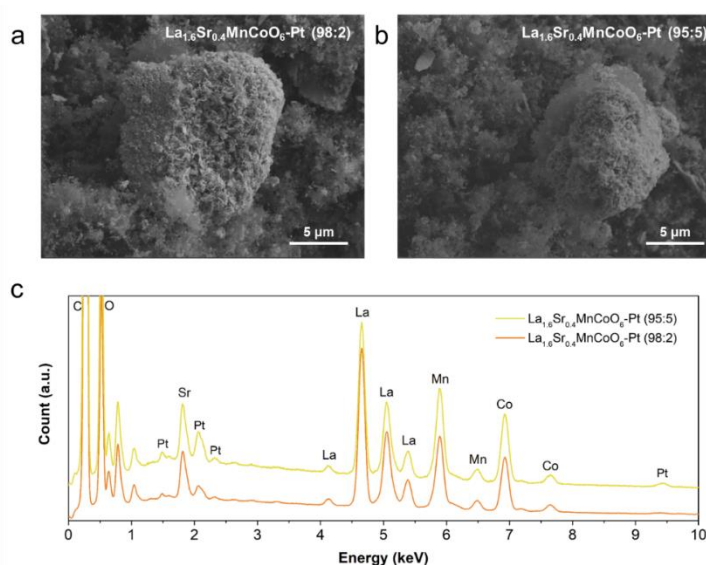 a
La₁.₆Sr₀.₄MnCoO₆-Pt (98:2)
5 μm
b
La₁.₆Sr₀.₄MnCoO₆-Pt (95:5)
5 μm
c
C
O
La
La₁.₆Sr₀.₄MnCoO₆-Pt (95:5)
La₁.₆Sr₀.₄MnCoO₆-Pt (98:2)
Sr
Pt
Pt
Pt
La
La
La
Mn
Mn
Co
Co
Pt
Count (a.u.)
0 1 2 3 4 5 6 7 8 9 10
Energy (keV)